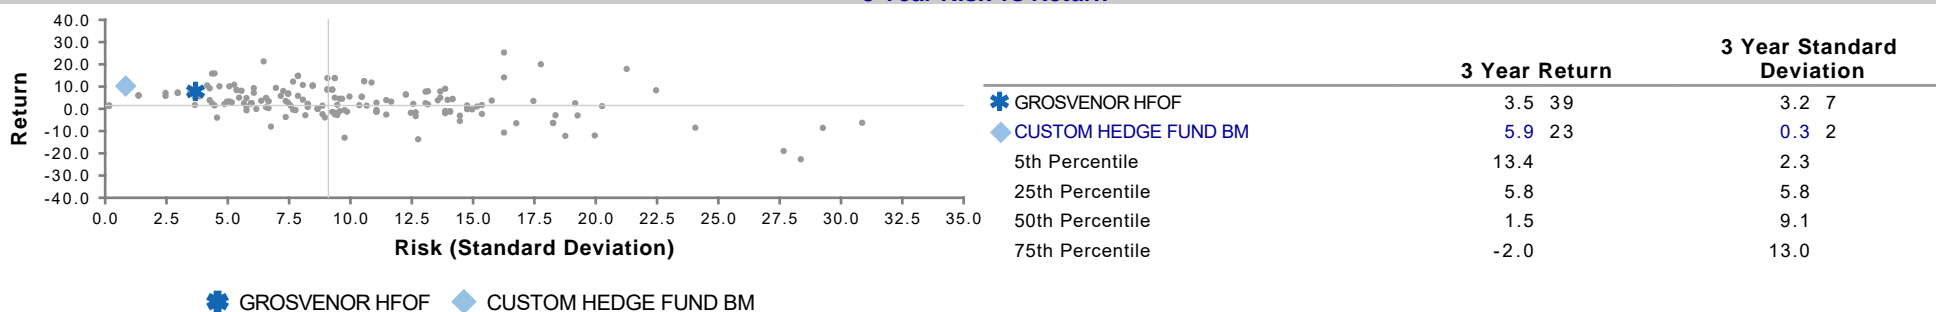 3 Year Risk vs Return
40.0
30.0
20.0
10.0
0.0
-10.0
-20.0
-30.0
-40.0
Return
0.0 2.5 5.0 7.5 10.0 12.5 15.0 17.5 20.0 22.5 25.0 27.5 30.0 32.5 35.0
Risk (Standard Deviation)
GROSVENOR HFOF CUSTOM HEDGE FUND BM
3 Year Standard
3 Year Return Deviation
GROSVENOR HFOF 3.5 39 3.2 7
CUSTOM HEDGE FUND BM 5.9 23 0.3 2
5th Percentile 13.4 2.3
25th Percentile 5.8 5.8
50th Percentile 1.5 9.1
75th Percentile -2.0 13.0